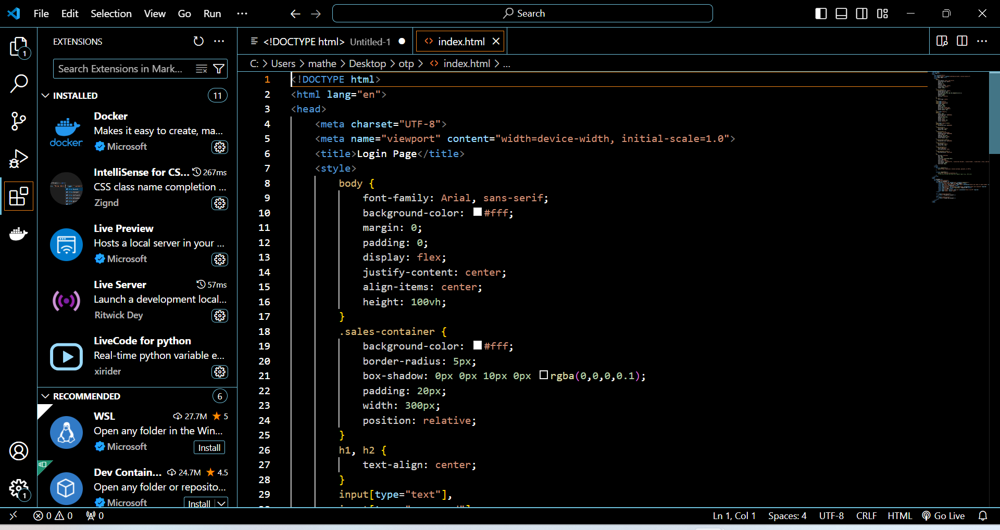 File Edit Selection View Go Run ···
Search
EXTENSIONS
Search Extensions in Mark...
INSTALLED 11
Docker
Makes it easy to create, ma...
Microsoft
docker
IntelliSense for CS... 267ms
CSS class name completion ...
Zignd
Live Preview
Hosts a local server in your ...
Microsoft
Live Server 57ms
Launch a development local...
Ritwick Dey
LiveCode for python
Real-time python variable e...
xirider
RECOMMENDED 6
WSL 27.7M ★ 5
Open any folder in the Win...
Microsoft Install
Dev Contain... 24.7M ★ 4.5
Open any folder or reposito...
Microsoft Install
1
1
<!DOCTYPE html> Untitled-1 ●
<> index.html ×
C: > Users > mathe > Desktop > otp > <> index.html > ...
1 <!DOCTYPE html>
2 <html lang="en">
3 <head>
4 <meta charset="UTF-8">
5 <meta name="viewport" content="width=device-width, initial-scale=1.0">
6 <title>Login Page</title>
7 <style>
8 body {
9 font-family: Arial, sans-serif;
10 background-color: #fff;
11 margin: 0;
12 padding: 0;
13 display: flex;
14 justify-content: center;
15 align-items: center;
16 height: 100vh;
17 }
18 .sales-container {
19 background-color: #fff;
20 border-radius: 5px;
21 box-shadow: 0px 0px 10px 0px rgba(0,0,0,0.1);
22 padding: 20px;
23 width: 300px;
24 position: relative;
25 }
26 h1, h2 {
27 text-align: center;
28 }
29 input[type="text"],
0 0 0
Ln 1, Col 1 Spaces: 4 UTF-8 CRLF HTML Go Live